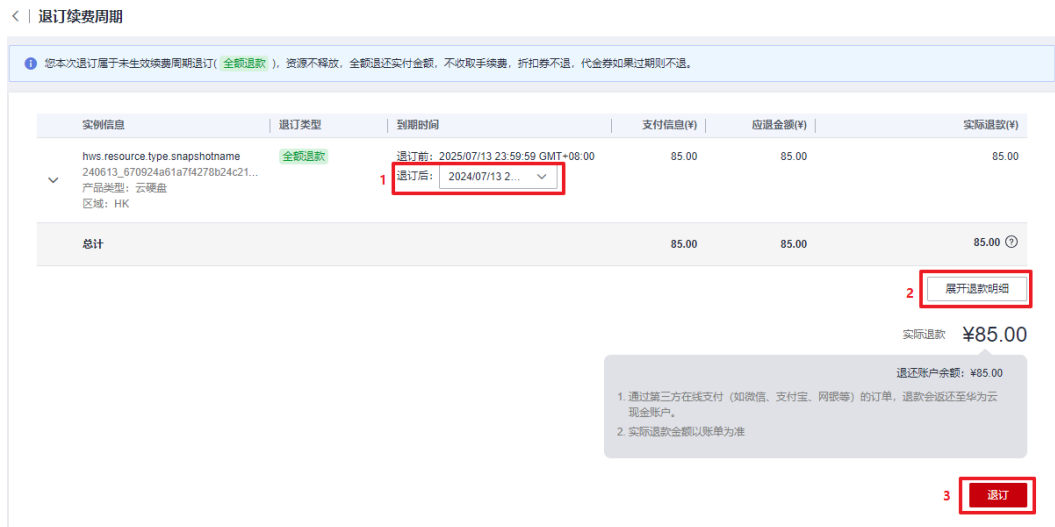 退订续费周期
您本次退订属于未生效续费周期退订( 全额退款 )，资源不释放，全额退还实付金额，不收取手续费，折扣券不退，代金券如果过期则不退。
实例信息 退订类型 到期时间 支付信息(¥) 应退金额(¥) 实际退款(¥)
hws.resource.type.snapshotname 全额退款 退订前：2025/07/13 23:59:59 GMT+08:00 85.00 85.00 85.00
240613_670924a61a7f4278b24c21... 1 退订后： 2024/07/13 2...
产品类型：云硬盘
区域：HK
总计 85.00 85.00 85.00
2 展开退款明细
实际退款 ¥85.00
退还账户余额：¥85.00
1. 通过第三方在线支付（如微信、支付宝、网银等）的订单，退款会返还至华为云
现金账户。
2. 实际退款金额以账单为准
3 退订